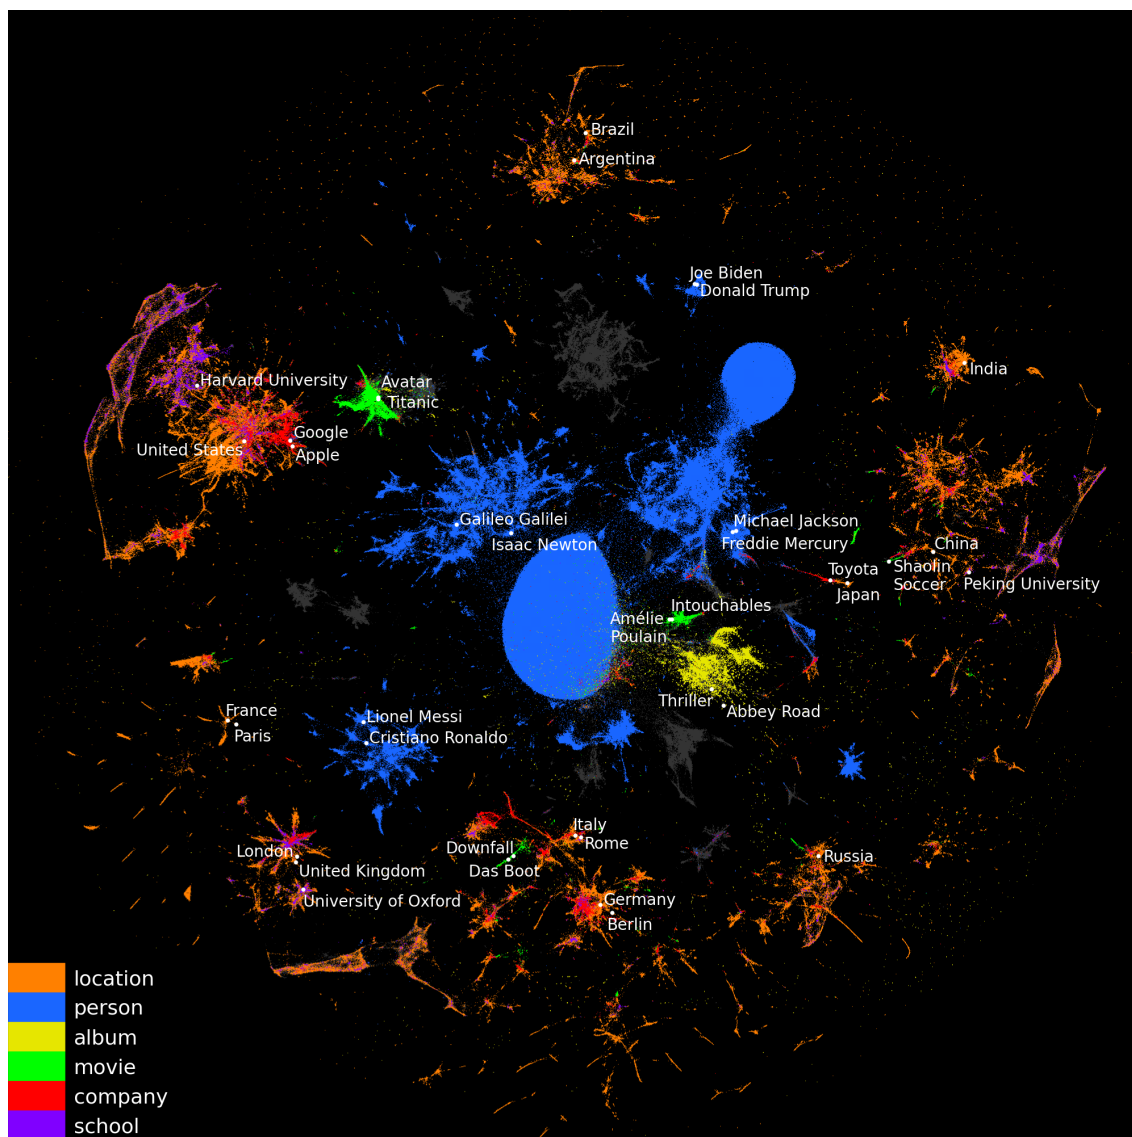 Brazil
Argentina
Joe Biden
Donald Trump
India
Harvard University
Avatar
Titanic
United States
Google
Apple
Galileo Galilei
Isaac Newton
Michael Jackson
Freddie Mercury
China
Shaolin
Soccer
Peking University
Toyota
Japan
Intouchables
Amélie
Poulain
Thriller
Abbey Road
France
Paris
Lionel Messi
Cristiano Ronaldo
Italy
Rome
Downfall
Das Boot
London
United Kingdom
University of Oxford
Russia
Germany
Berlin
location
person
album
movie
company
school